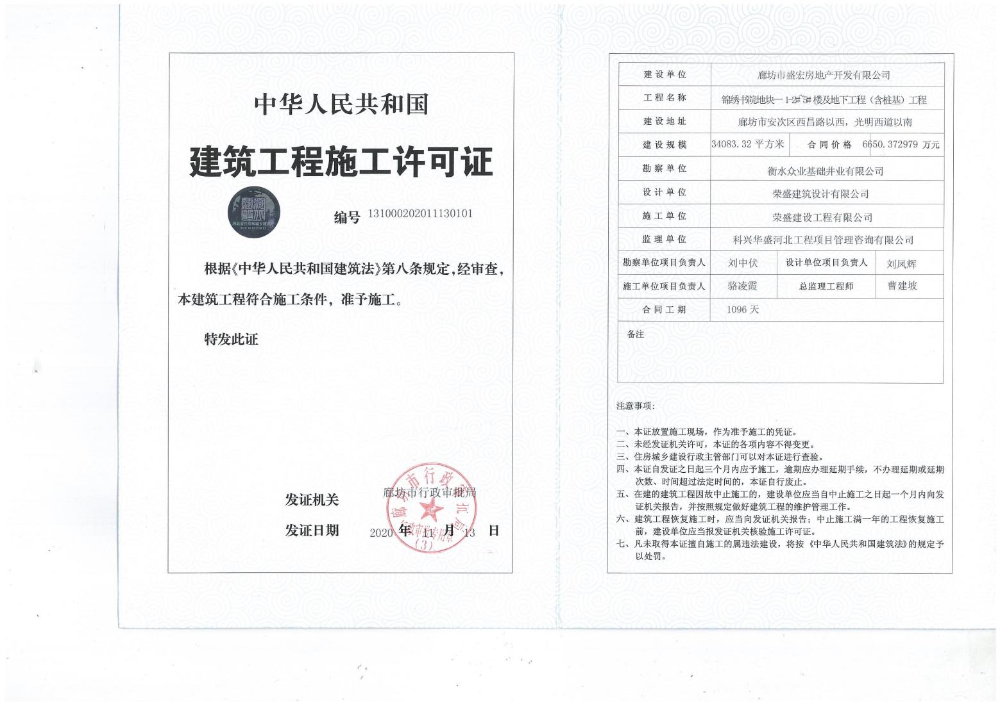 中华人民共和国
建筑工程施工许可证
河北省住房和城乡建设厅
HEBHURD
编号 131000202011130101
根据《中华人民共和国建筑法》第八条规定,经审查,
本建筑工程符合施工条件，准予施工。
特发此证
发证机关 廊坊市行政审批局
发证日期 2020 年 11 月 13 日
廊坊市行政审批局
行政审批专用章
(3)
建设单位 廊坊市盛宏房地产开发有限公司
工程名称 锦绣书院地块一1-2#~5#楼及地下工程（含桩基）工程
建设地址 廊坊市安次区西昌路以西，光明西道以南
建设规模 34083.32 平方米 合同价格 6650.372979 万元
勘察单位 衡水众业基础井业有限公司
设计单位 荣盛建筑设计有限公司
施工单位 荣盛建设工程有限公司
监理单位 科兴华盛河北工程项目管理咨询有限公司
勘察单位项目负责人 刘中伏 设计单位项目负责人 刘凤辉
施工单位项目负责人 骆凌霞 总监理工程师 曹建坡
合同工期 1096 天
备注
注意事项:
一、本证放置施工现场，作为准予施工的凭证。
二、未经发证机关许可，本证的各项内容不得变更。
三、住房城乡建设行政主管部门可以对本证进行查验。
四、本证自发证之日起三个月内应予施工，逾期应办理延期手续，不办理延期或延期
次数、时间超过法定时间的，本证自行废止。
五、在建的建筑工程因故中止施工的，建设单位应当自中止施工之日起一个月内向发
证机关报告，并按照规定做好建筑工程的维护管理工作。
六、建筑工程恢复施工时，应当向发证机关报告；中止施工满一年的工程恢复施工
前，建设单位应当报发证机关核验施工许可证。
七、凡未取得本证擅自施工的属违法建设，将按《中华人民共和国建筑法》的规定予
以处罚。